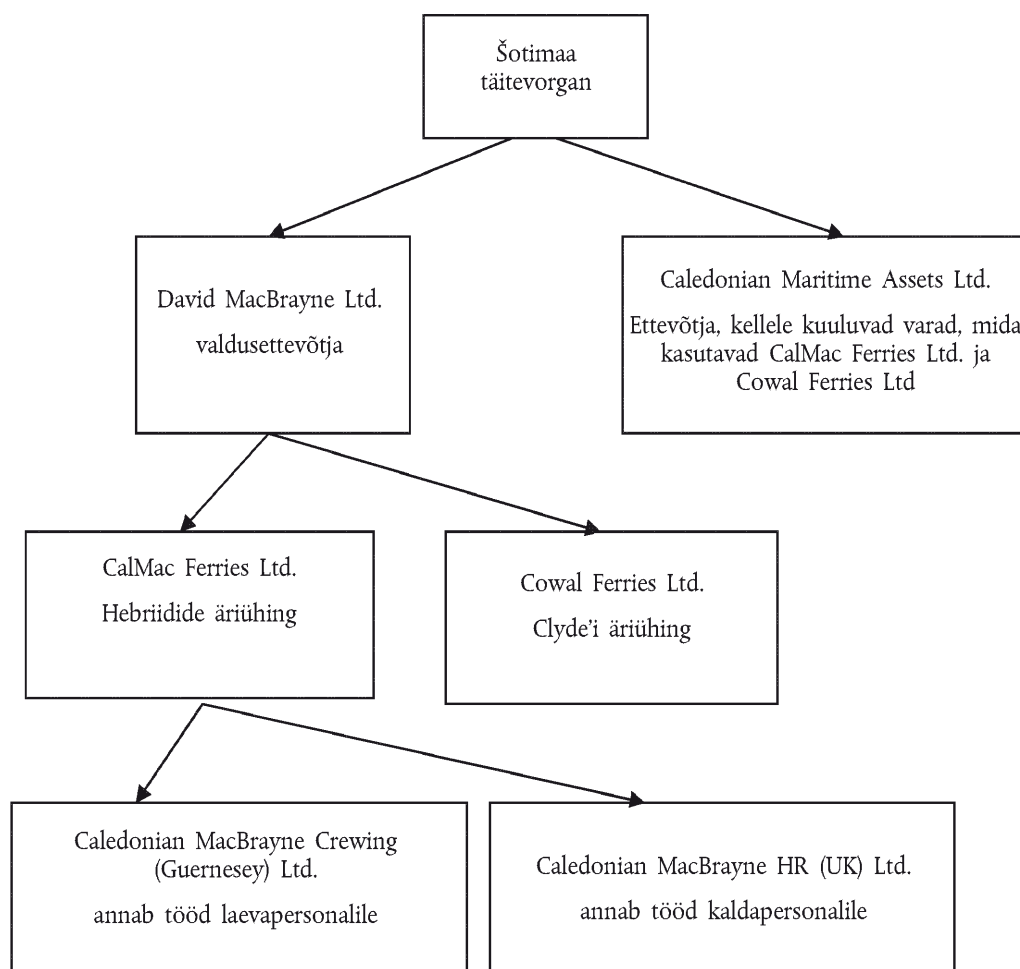 Šotimaa
täitevorgan
David MacBrayne Ltd.
valdusettevõtja
Caledonian Maritime Assets Ltd.
Ettevõtja, kellele kuuluvad varad, mida
kasutavad CalMac Ferries Ltd. ja
Cowal Ferries Ltd
CalMac Ferries Ltd.
Hebriidide äriühing
Cowal Ferries Ltd.
Clyde'i äriühing
Caledonian MacBrayne Crewing
(Guernesey) Ltd.
annab tööd laevapersonalile
Caledonian MacBrayne HR (UK) Ltd.
annab tööd kaldapersonalile